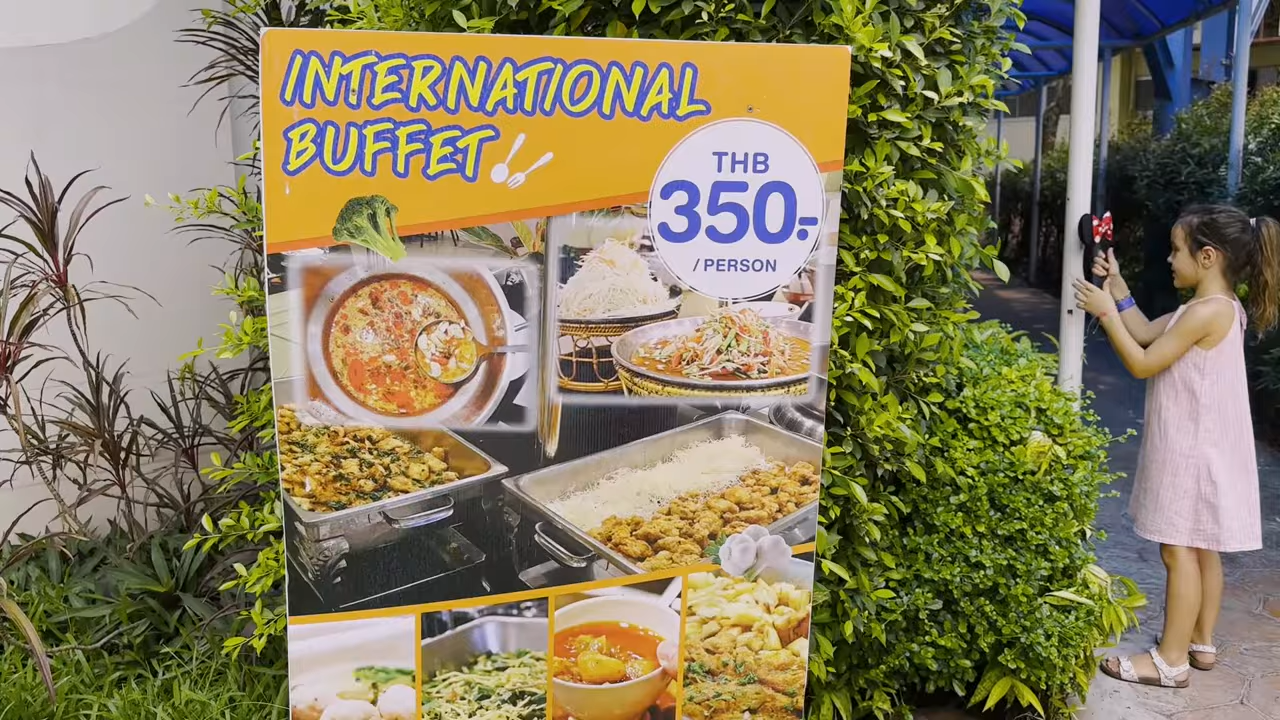 INTERNATIONAL
BUFFET
THB
350.-
/ PERSON